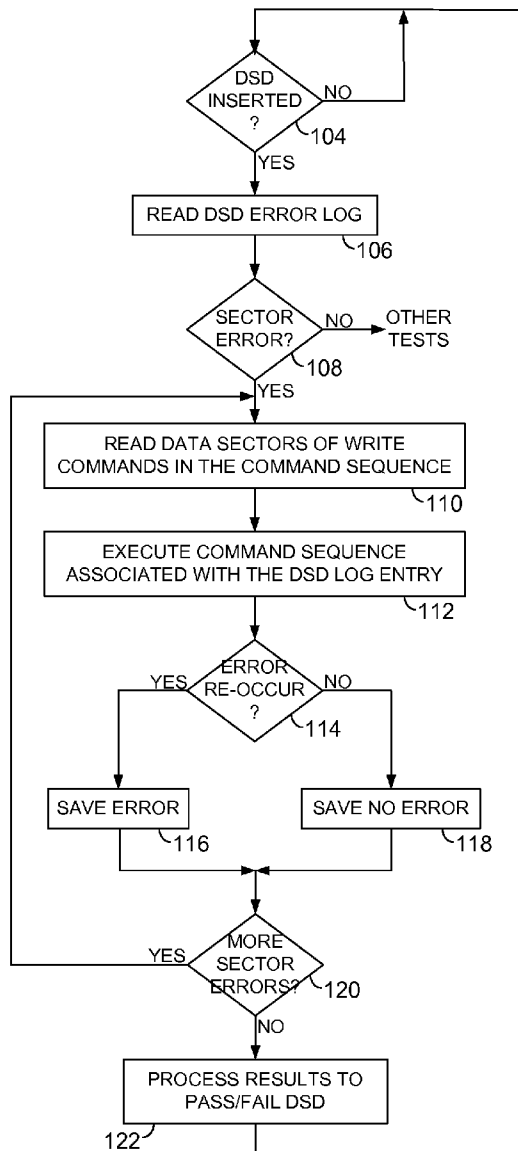 DSD
INSERTED
?
NO
104
YES
READ DSD ERROR LOG
106
SECTOR
ERROR?
NO
OTHER
TESTS
108
YES
READ DATA SECTORS OF WRITE
COMMANDS IN THE COMMAND SEQUENCE
110
EXECUTE COMMAND SEQUENCE
ASSOCIATED WITH THE DSD LOG ENTRY
112
ERROR
RE-OCCUR
?
YES
NO
114
SAVE ERROR
116
SAVE NO ERROR
118
MORE
SECTOR
ERRORS?
YES
120
NO
PROCESS RESULTS TO
PASS/FAIL DSD
122